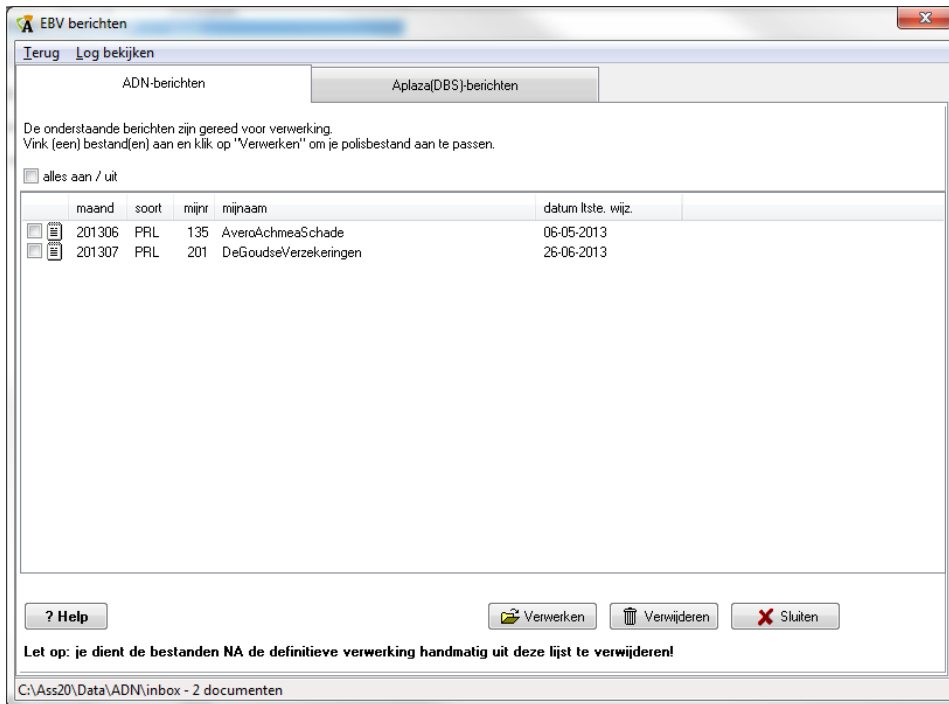 EBV berichten
Terug Log bekijken
ADN-berichten Aplaza(DBS)-berichten
De onderstaande berichten zijn gereed voor verwerking.
Vink (een) bestand(en) aan en klik op "Verwerken" om je polisbestand aan te passen.
alles aan / uit
maand soort mijnr mijnaam datum ltste. wijz.
201306 PRL 135 AveroAchmeaSchade 06-05-2013
201307 PRL 201 DeGoudseVerzekeringen 26-06-2013
? Help Verwerken Verwijderen Sluiten
Let op: je dient de bestanden NA de definitieve verwerking handmatig uit deze lijst te verwijderen!
C:\Ass20\Data\ADN\inbox - 2 documenten